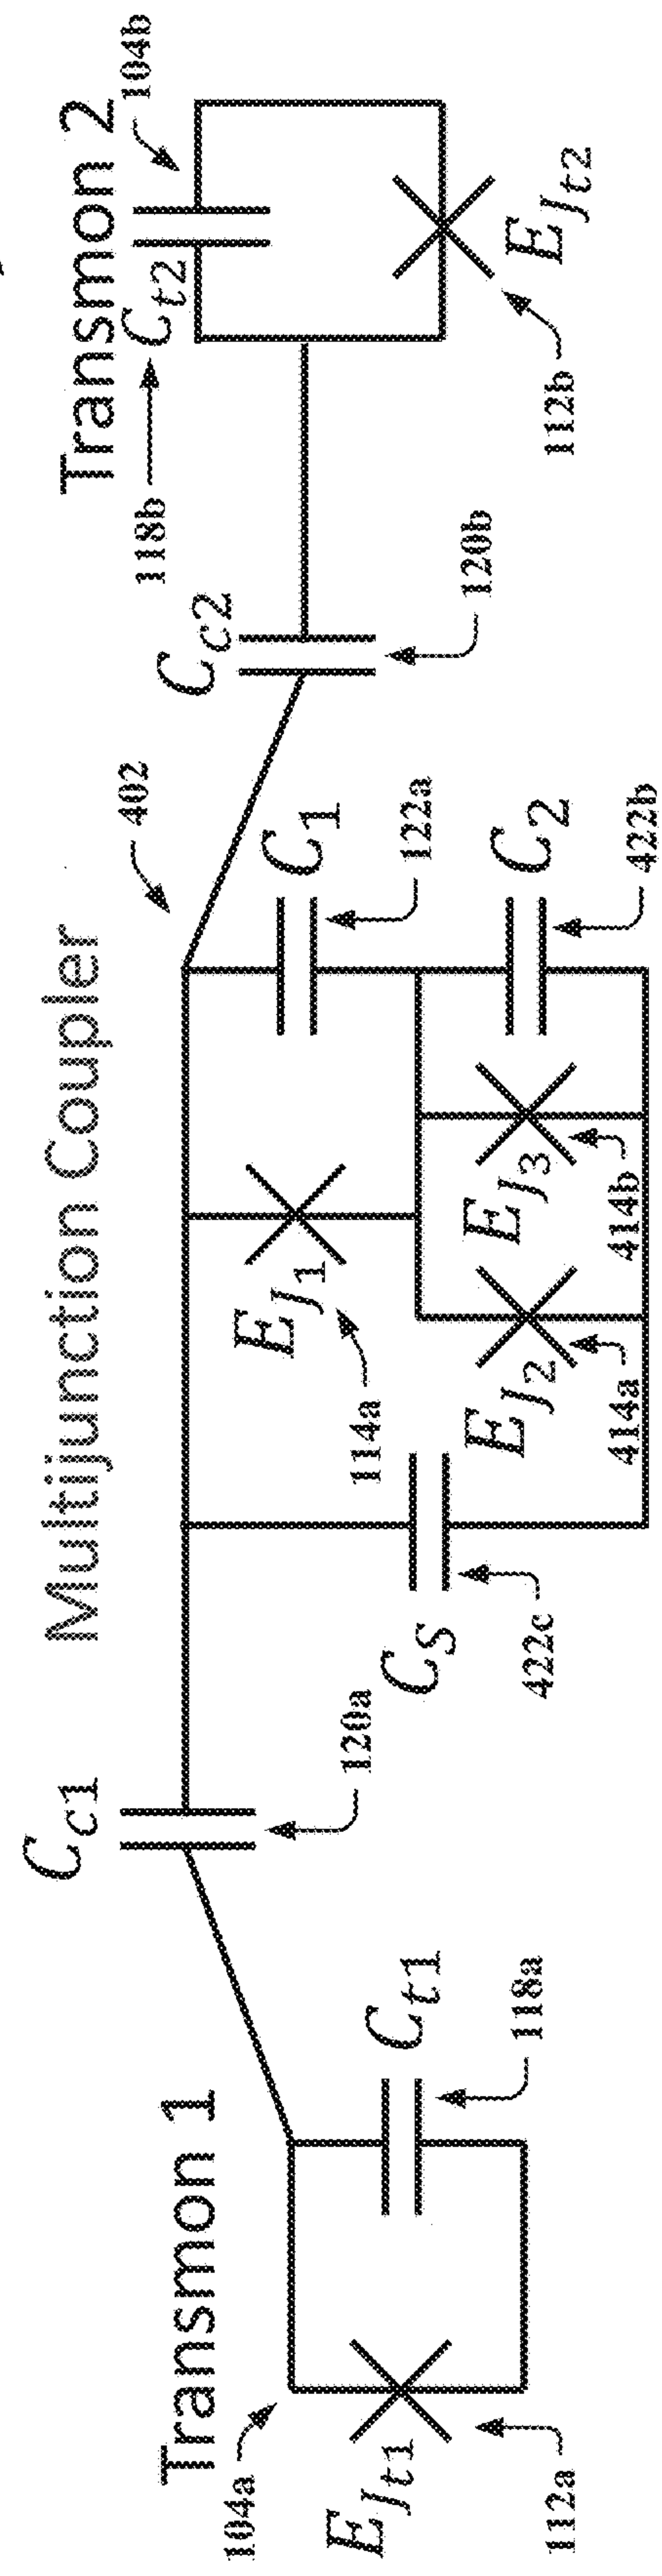 Transmon 1
104a
E_Jt1
112a
C_t1
118a
C_c1
120a
Multijunction Coupler
402
C_S
422c
E_J1
114a
E_J2
414a
E_J3
414b
C_1
122a
C_2
422b
C_c2
120b
Transmon 2
118b
C_t2
104b
112b
E_Jt2